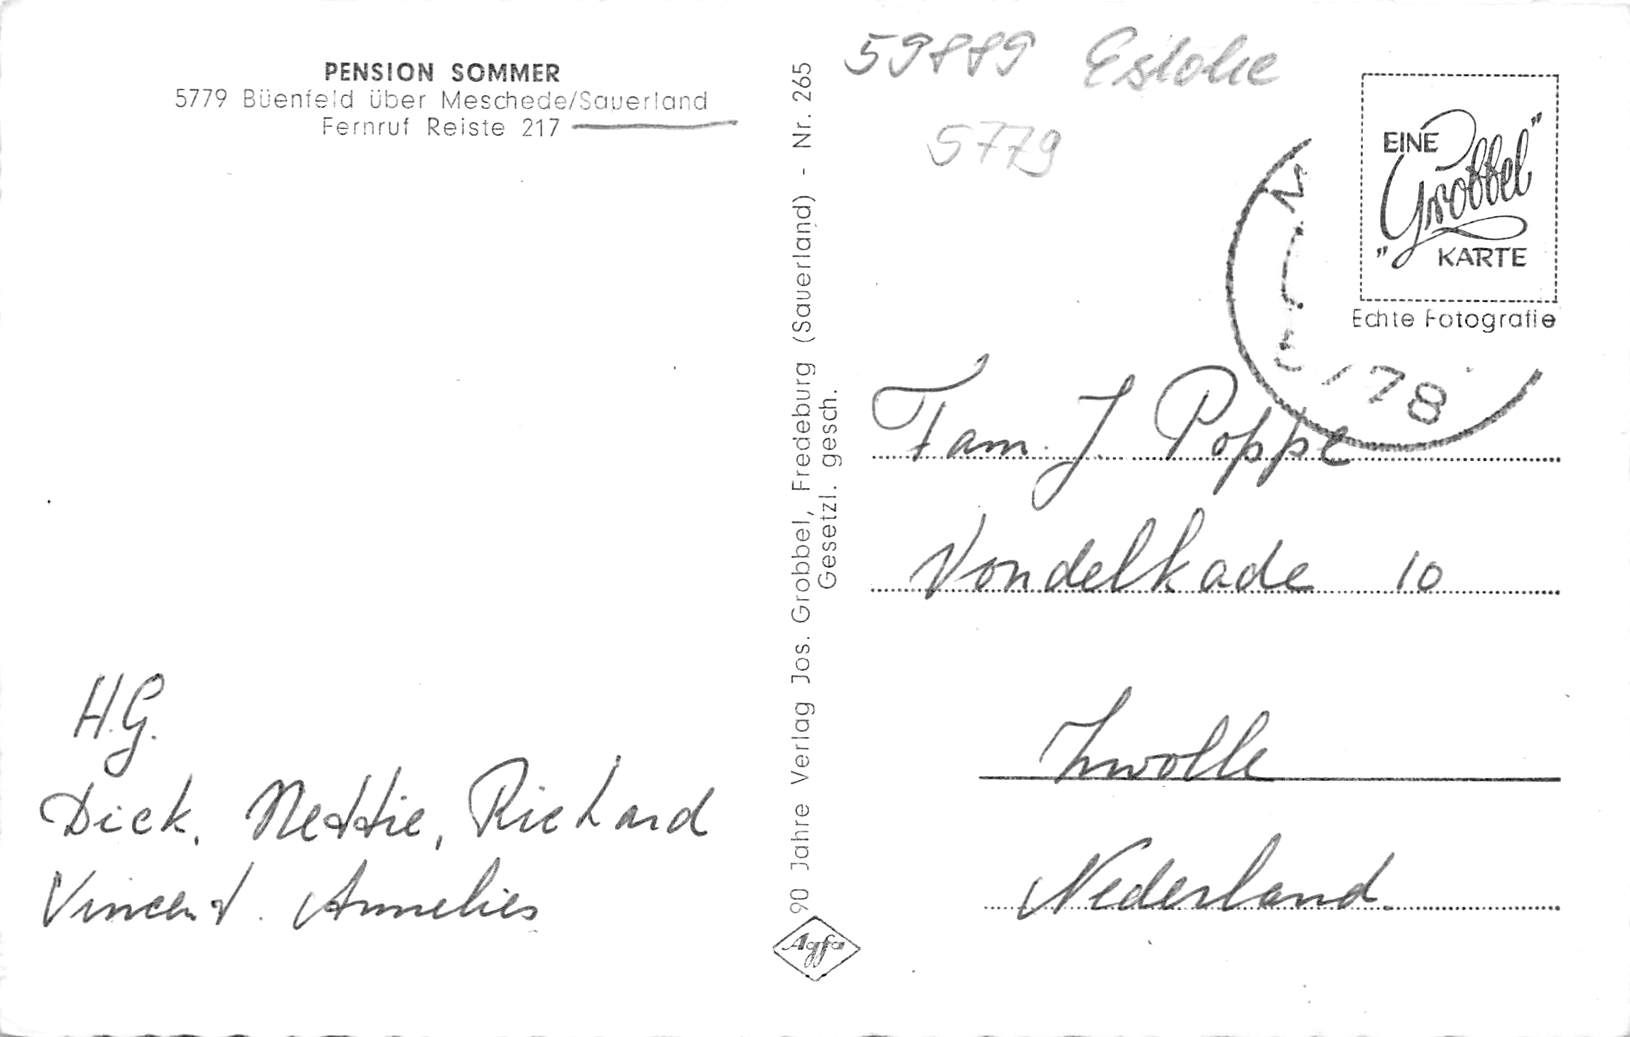 PENSION SOMMER
5779 Büenfeld über Meschede/Sauerland
Fernruf Reiste 217
H.G.
Dick, Nettie, Richard
Vincent. Annelies
90 Jahre Verlag Jos. Grobbel, Fredeburg (Sauerland) - Nr. 265
Gesetzl. gesch.
Agfa
59889 Eslohe
5779
EINE
„Grobbel"
KARTE
Echte Fotografie
78
Fam. J. Poppe
Vondelkade 10
Zwolle
Nederland.